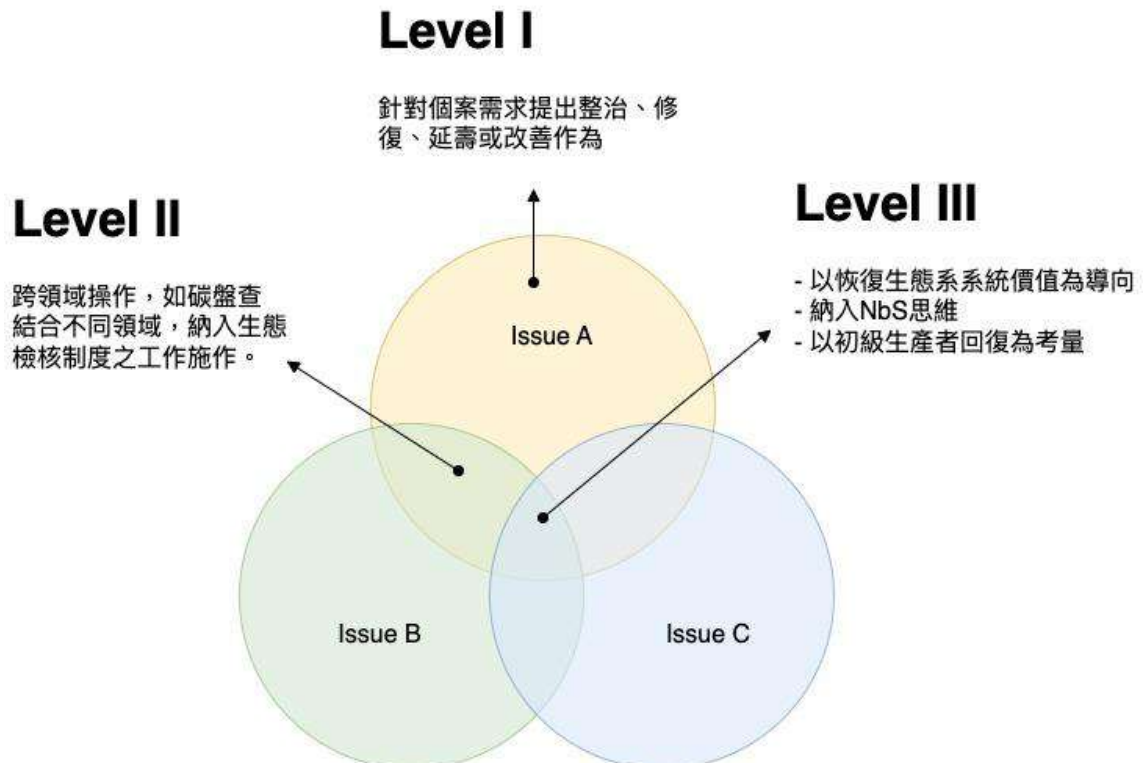 Level I
針對個案需求提出整治、修
復、延壽或改善作為
Level II
跨領域操作，如碳盤查
結合不同領域，納入生態
檢核制度之工作施作。
Level III
- 以恢復生態系系統價值為導向
- 納入NbS思維
- 以初級生產者回復為考量
Issue A
Issue B
Issue C